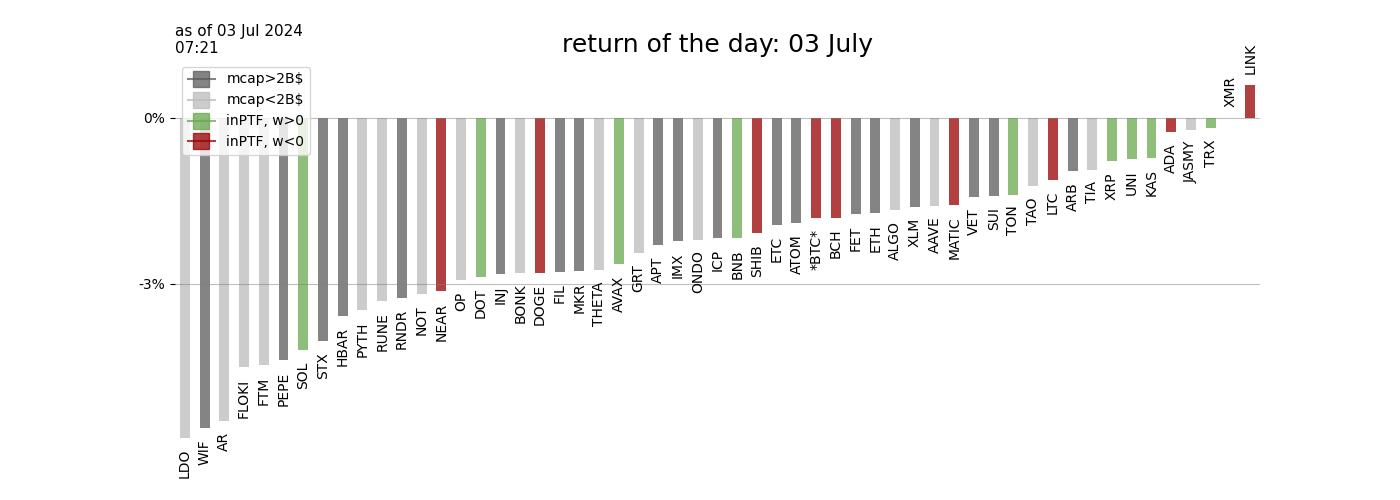 as of 03 Jul 2024
07:21
return of the day: 03 July
mcap>2B$
mcap<2B$
inPTF, w>0
inPTF, w<0
0%
-3%
LDO
WIF
AR
FLOKI
FTM
PEPE
SOL
STX
HBAR
PYTH
RUNE
RNDR
NOT
NEAR
OP
DOT
INJ
BONK
DOGE
FIL
MKR
THETA
AVAX
GRT
APT
IMX
ONDO
ICP
BNB
SHIB
ETC
ATOM
*BTC*
BCH
FET
ETH
ALGO
XLM
AAVE
MATIC
VET
SUI
TON
TAO
LTC
ARB
TIA
XRP
UNI
KAS
ADA
JASMY
TRX
XMR
LINK